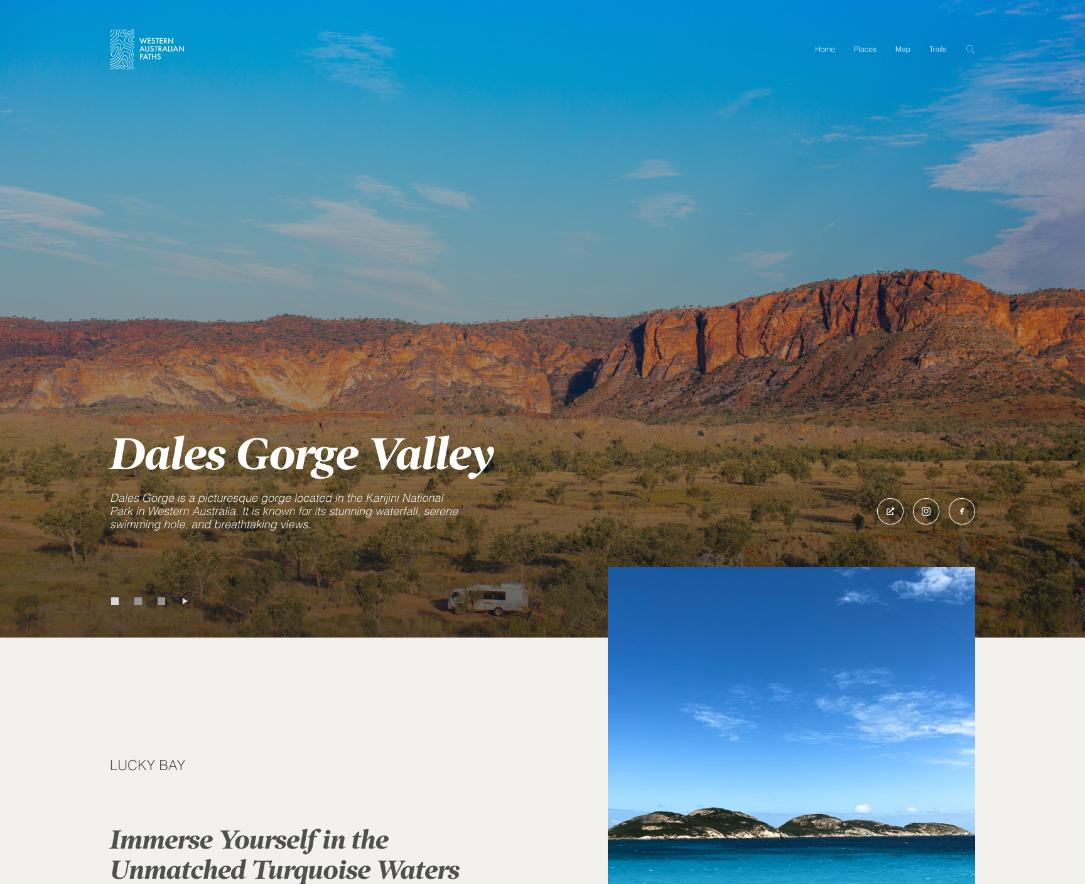 WESTERN
AUSTRALIAN
PATHS
Home Places Map Trails
Dales Gorge Valley
Dales Gorge is a picturesque gorge located in the Karijini National
Park in Western Australia. It is known for its stunning waterfall, serene
swimming hole, and breathtaking views.
LUCKY BAY
Immerse Yourself in the
Unmatched Turquoise Waters